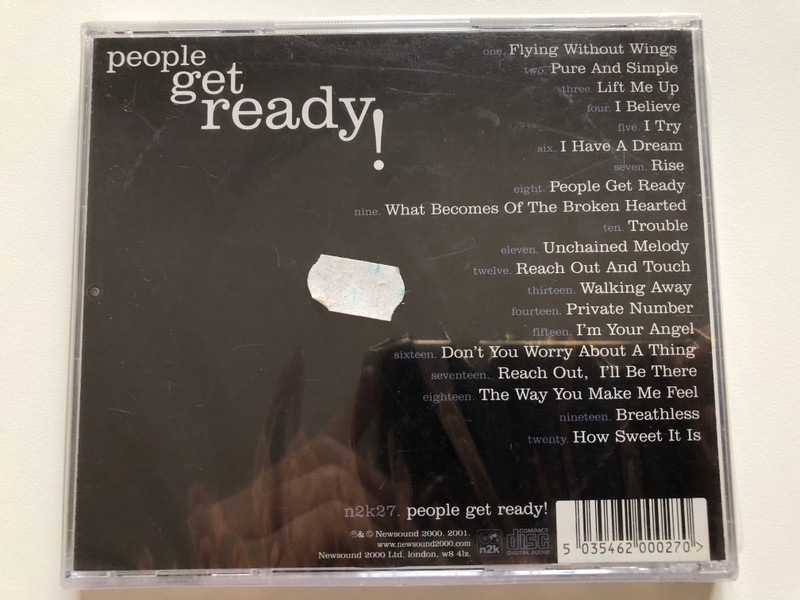 people
get
ready!
one. Flying Without Wings
two. Pure And Simple
three. Lift Me Up
four. I Believe
five. I Try
six. I Have A Dream
seven. Rise
eight. People Get Ready
nine. What Becomes Of The Broken Hearted
ten. Trouble
eleven. Unchained Melody
twelve. Reach Out And Touch
thirteen. Walking Away
fourteen. Private Number
fifteen. I'm Your Angel
sixteen. Don't You Worry About A Thing
seventeen. Reach Out, I'll Be There
eighteen. The Way You Make Me Feel
nineteen. Breathless
twenty. How Sweet It Is
n2k27. people get ready!
℗& © Newsound 2000. 2001.
www.newsound2000.com
Newsound 2000 Ltd. london, w8 4lz.
n2k
COMPACT
disc
DIGITAL AUDIO
5 035462 000270 >